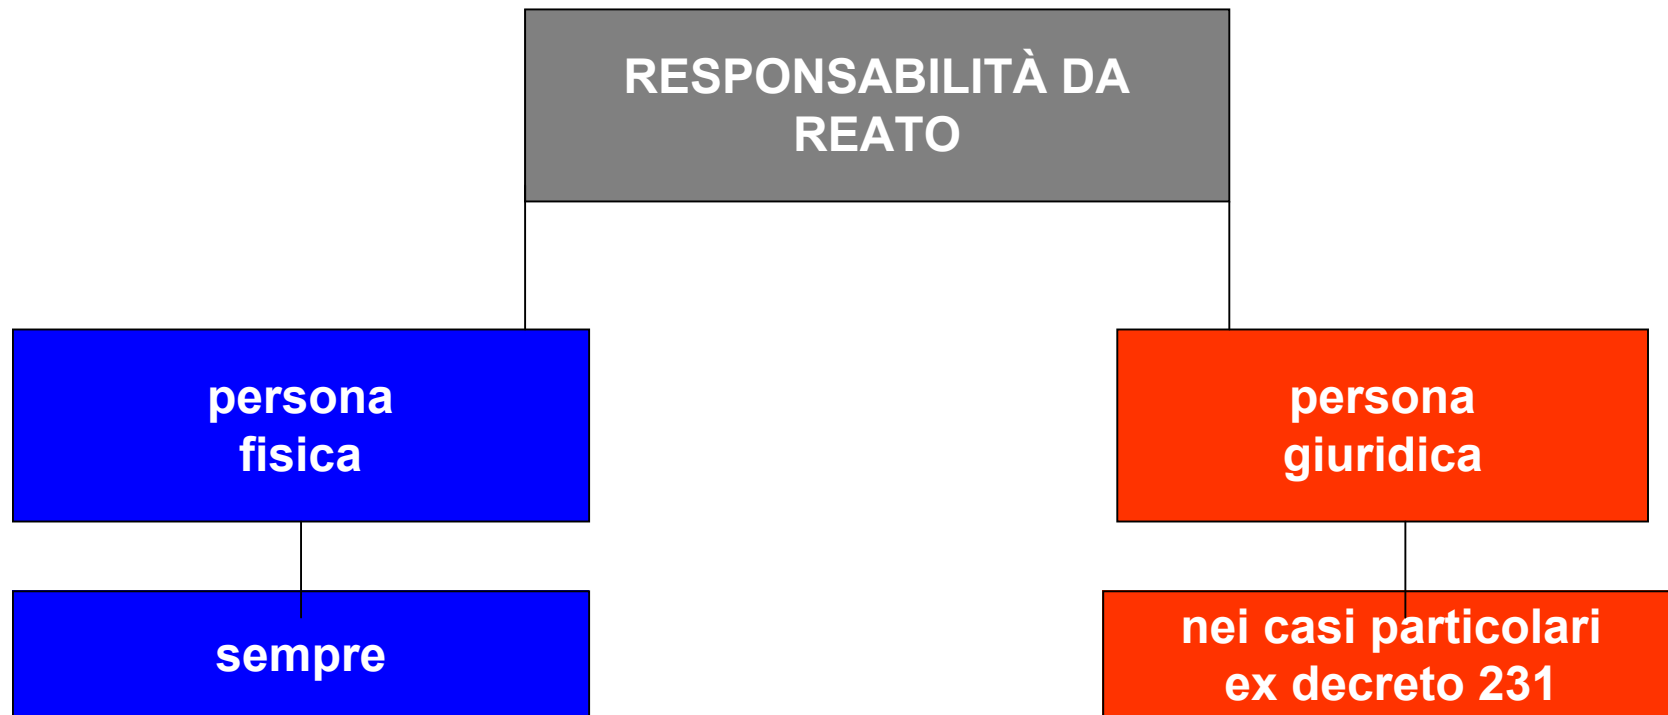 RESPONSABILITÀ DA
REATO
persona
fisica
persona
giuridica
sempre
nei casi particolari
ex decreto 231